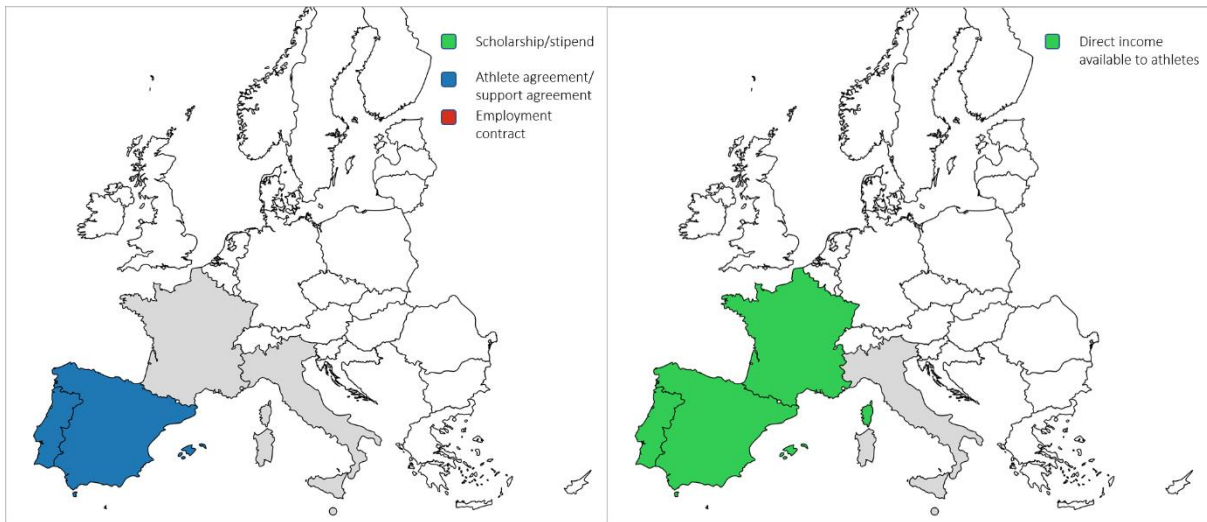 Scholarship/stipend
Athlete agreement/
support agreement
Employment
contract
Direct income
available to athletes